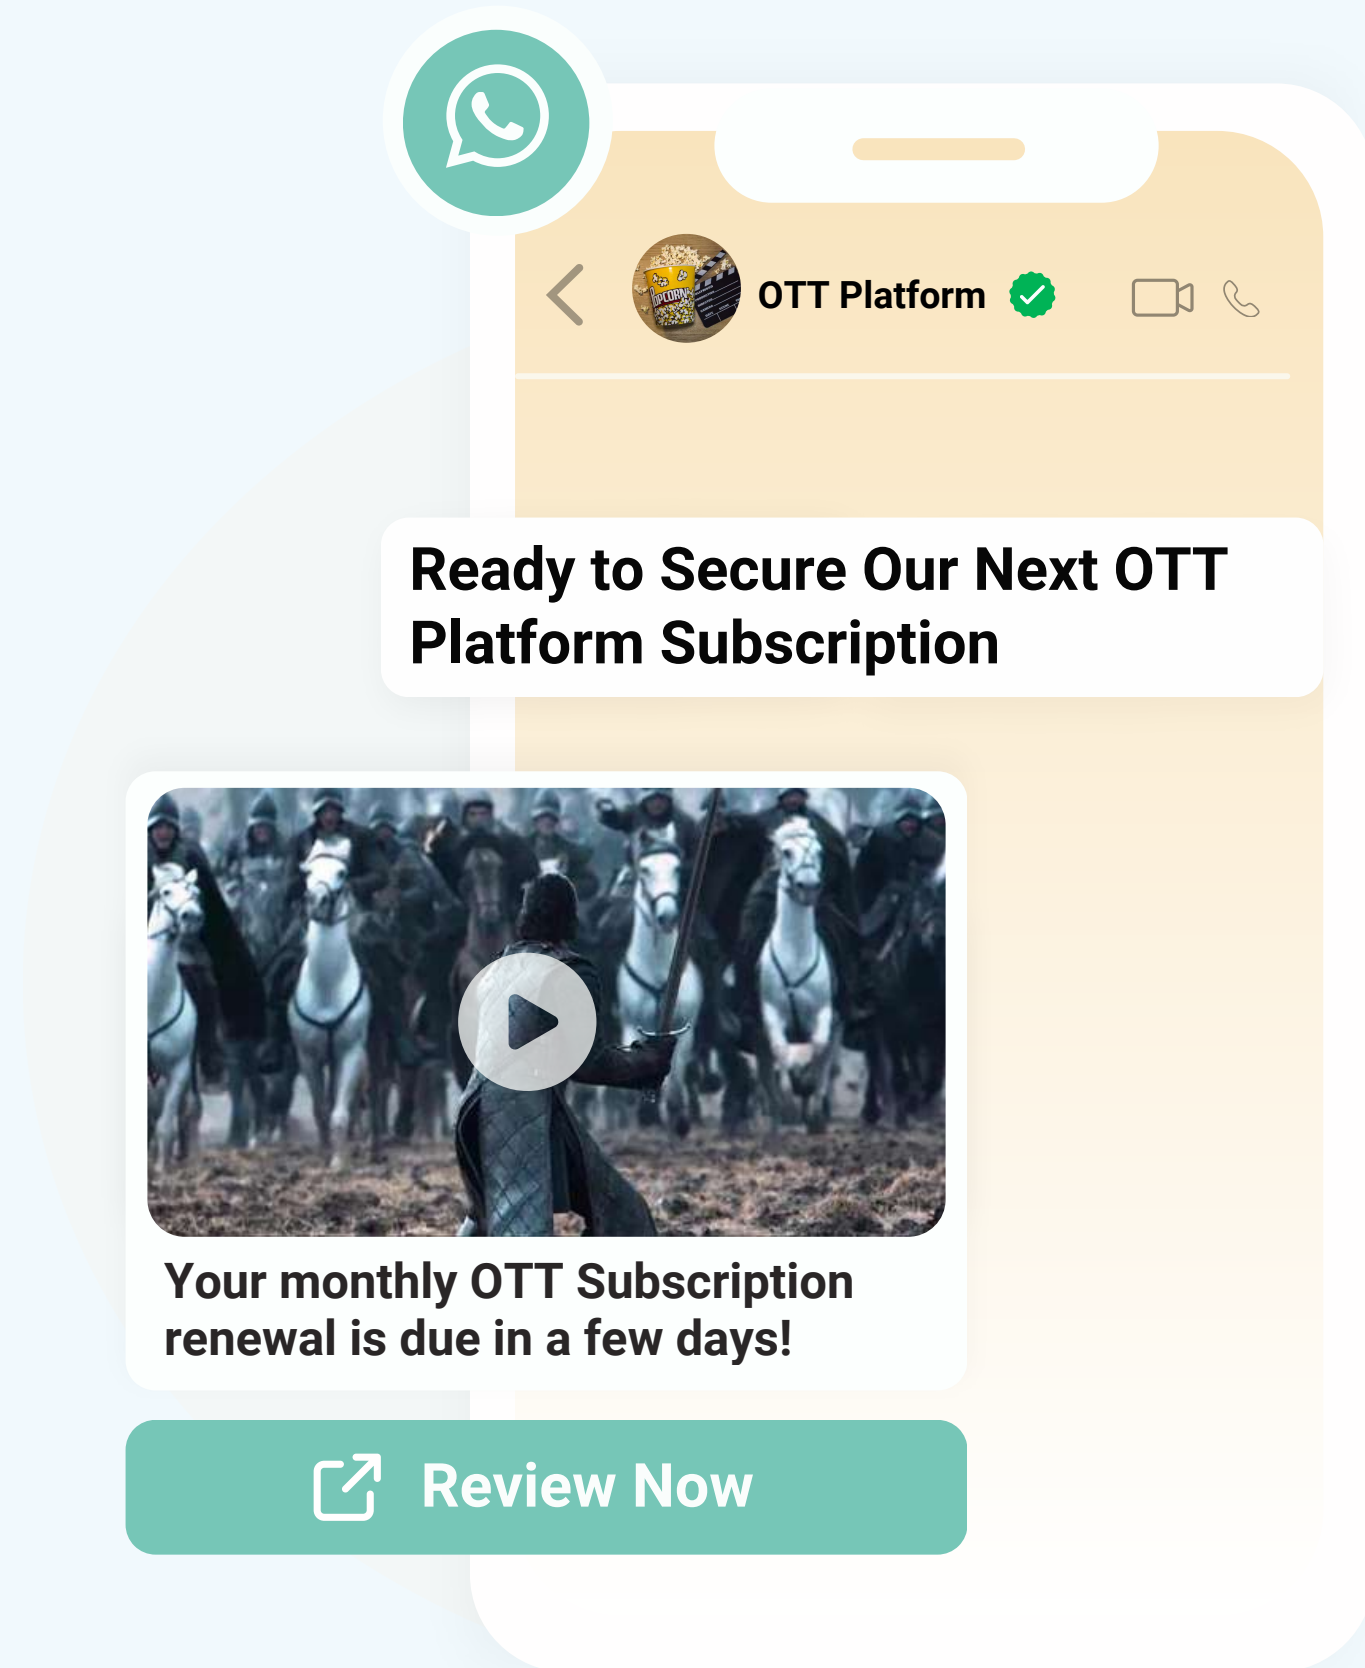 OTT Platform
POPCORN
Ready to Secure Our Next OTT
Platform Subscription
Your monthly OTT Subscription
renewal is due in a few days!
Review Now